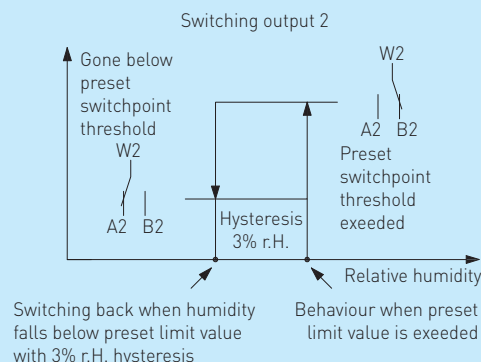 Switching output 2
Gone below
preset
switchpoint
threshold
W2
A2 B2
W2
A2 B2
Preset
switchpoint
threshold
exeeded
Hysteresis
3% r.H.
Relative humidity
Switching back when humidity
falls below preset limit value
with 3% r.H. hysteresis
Behaviour when preset
limit value is exeeded